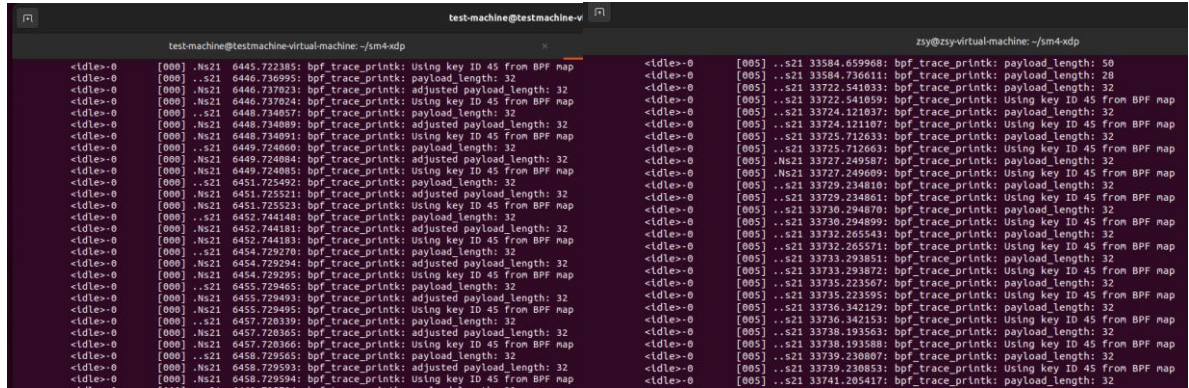 test-machine@testmachine-vi
test-machine@testmachine-virtual-machine: ~/sm4-xdp ×
<idle>-0 [000] .Ns21 6445.722385: bpf_trace_printk: Using key ID 45 from BPF map
<idle>-0 [000] ..s21 6446.736995: bpf_trace_printk: payload_length: 32
<idle>-0 [000] .Ns21 6446.737023: bpf_trace_printk: adjusted payload_length: 32
<idle>-0 [000] .Ns21 6446.737024: bpf_trace_printk: Using key ID 45 from BPF map
<idle>-0 [000] ..s21 6448.734057: bpf_trace_printk: payload_length: 32
<idle>-0 [000] .Ns21 6448.734089: bpf_trace_printk: adjusted payload_length: 32
<idle>-0 [000] .Ns21 6448.734091: bpf_trace_printk: Using key ID 45 from BPF map
<idle>-0 [000] ..s21 6449.724060: bpf_trace_printk: payload_length: 32
<idle>-0 [000] .Ns21 6449.724084: bpf_trace_printk: adjusted payload_length: 32
<idle>-0 [000] .Ns21 6449.724085: bpf_trace_printk: Using key ID 45 from BPF map
<idle>-0 [000] ..s21 6451.725492: bpf_trace_printk: payload_length: 32
<idle>-0 [000] .Ns21 6451.725521: bpf_trace_printk: adjusted payload_length: 32
<idle>-0 [000] .Ns21 6451.725523: bpf_trace_printk: Using key ID 45 from BPF map
<idle>-0 [000] ..s21 6452.744148: bpf_trace_printk: payload_length: 32
<idle>-0 [000] .Ns21 6452.744181: bpf_trace_printk: adjusted payload_length: 32
<idle>-0 [000] .Ns21 6452.744183: bpf_trace_printk: Using key ID 45 from BPF map
<idle>-0 [000] ..s21 6454.729270: bpf_trace_printk: payload_length: 32
<idle>-0 [000] .Ns21 6454.729294: bpf_trace_printk: adjusted payload_length: 32
<idle>-0 [000] .Ns21 6454.729295: bpf_trace_printk: Using key ID 45 from BPF map
<idle>-0 [000] ..s21 6455.729465: bpf_trace_printk: payload_length: 32
<idle>-0 [000] .Ns21 6455.729493: bpf_trace_printk: adjusted payload_length: 32
<idle>-0 [000] .Ns21 6455.729495: bpf_trace_printk: Using key ID 45 from BPF map
<idle>-0 [000] ..s21 6457.720339: bpf_trace_printk: payload_length: 32
<idle>-0 [000] .Ns21 6457.720365: bpf_trace_printk: adjusted payload_length: 32
<idle>-0 [000] .Ns21 6457.720366: bpf_trace_printk: Using key ID 45 from BPF map
<idle>-0 [000] ..s21 6458.729565: bpf_trace_printk: payload_length: 32
<idle>-0 [000] .Ns21 6458.729593: bpf_trace_printk: adjusted payload_length: 32
<idle>-0 [000] .Ns21 6458.729594: bpf_trace_printk: Using key ID 45 from BPF map
zsy@zsy-virtual-machine: ~/sm4-xdp
<idle>-0 [005] ..s21 33584.659968: bpf_trace_printk: payload_length: 50
<idle>-0 [005] ..s21 33584.736611: bpf_trace_printk: payload_length: 28
<idle>-0 [005] ..s21 33722.541033: bpf_trace_printk: payload_length: 32
<idle>-0 [005] ..s21 33722.541059: bpf_trace_printk: Using key ID 45 from BPF map
<idle>-0 [005] ..s21 33724.121037: bpf_trace_printk: payload_length: 32
<idle>-0 [005] ..s21 33724.121107: bpf_trace_printk: Using key ID 45 from BPF map
<idle>-0 [005] ..s21 33725.712633: bpf_trace_printk: payload_length: 32
<idle>-0 [005] ..s21 33725.712663: bpf_trace_printk: Using key ID 45 from BPF map
<idle>-0 [005] .Ns21 33727.249587: bpf_trace_printk: payload_length: 32
<idle>-0 [005] .Ns21 33727.249609: bpf_trace_printk: Using key ID 45 from BPF map
<idle>-0 [005] ..s21 33729.234810: bpf_trace_printk: payload_length: 32
<idle>-0 [005] ..s21 33729.234861: bpf_trace_printk: Using key ID 45 from BPF map
<idle>-0 [005] ..s21 33730.294870: bpf_trace_printk: payload_length: 32
<idle>-0 [005] ..s21 33730.294899: bpf_trace_printk: Using key ID 45 from BPF map
<idle>-0 [005] ..s21 33732.265543: bpf_trace_printk: payload_length: 32
<idle>-0 [005] ..s21 33732.265571: bpf_trace_printk: Using key ID 45 from BPF map
<idle>-0 [005] ..s21 33733.293851: bpf_trace_printk: payload_length: 32
<idle>-0 [005] ..s21 33733.293872: bpf_trace_printk: Using key ID 45 from BPF map
<idle>-0 [005] ..s21 33735.223567: bpf_trace_printk: payload_length: 32
<idle>-0 [005] ..s21 33735.223595: bpf_trace_printk: Using key ID 45 from BPF map
<idle>-0 [005] ..s21 33736.342129: bpf_trace_printk: payload_length: 32
<idle>-0 [005] ..s21 33736.342153: bpf_trace_printk: Using key ID 45 from BPF map
<idle>-0 [005] ..s21 33738.193563: bpf_trace_printk: payload_length: 32
<idle>-0 [005] ..s21 33738.193588: bpf_trace_printk: Using key ID 45 from BPF map
<idle>-0 [005] ..s21 33739.230807: bpf_trace_printk: payload_length: 32
<idle>-0 [005] ..s21 33739.230853: bpf_trace_printk: Using key ID 45 from BPF map
<idle>-0 [005] ..s21 33741.205417: bpf_trace_printk: payload_length: 32